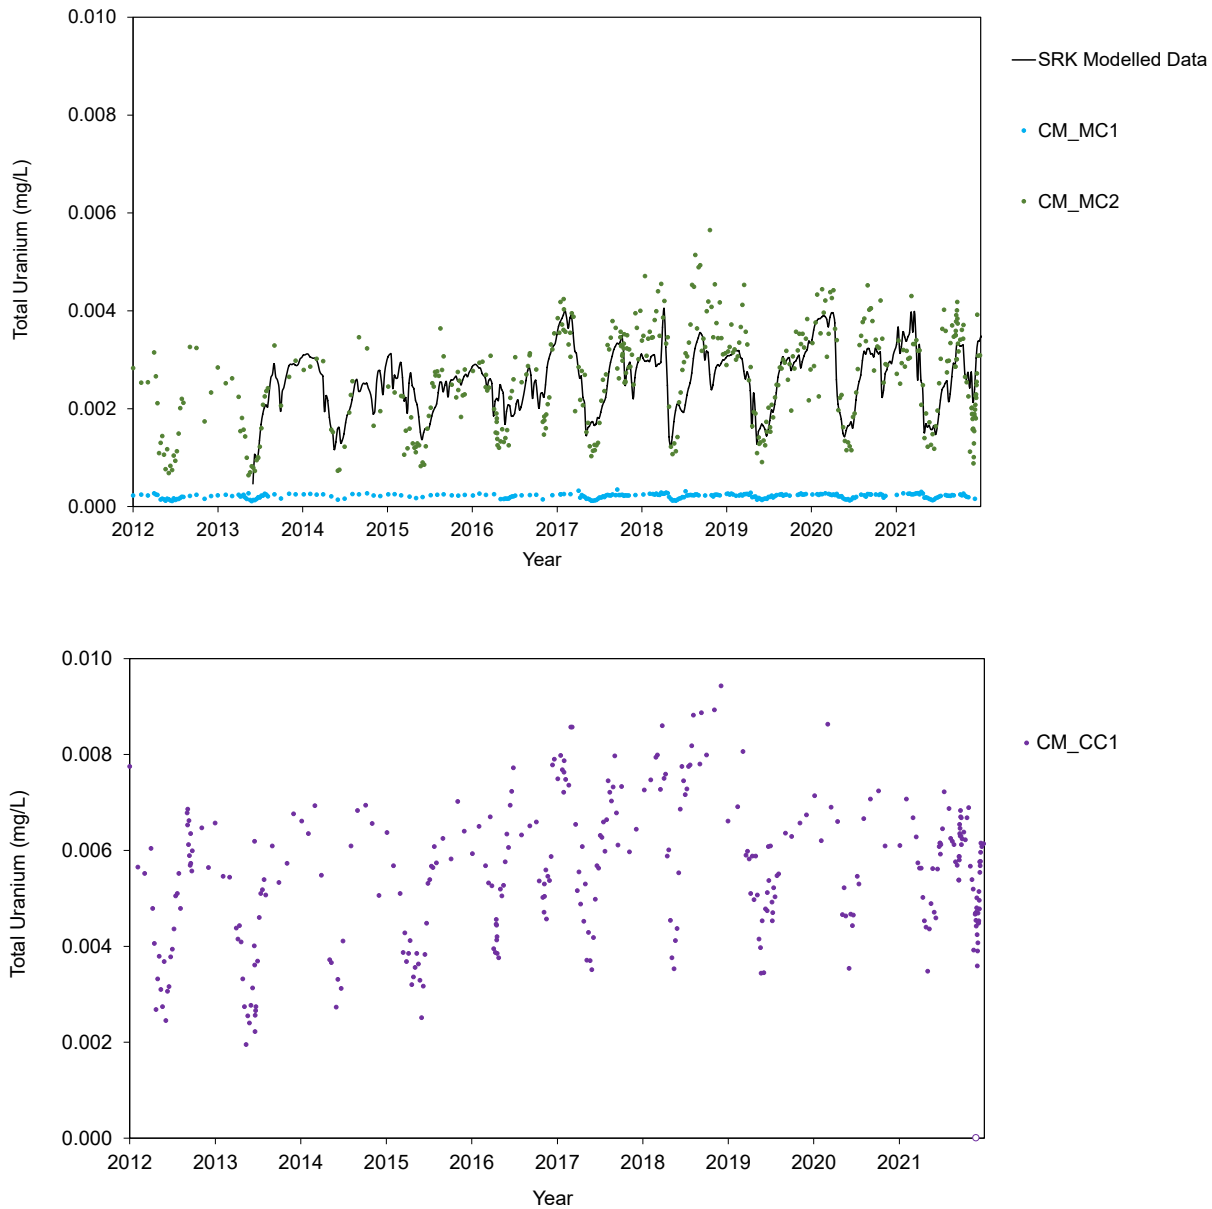 0.010
0.008
0.006
0.004
0.002
0.000
Total Uranium (mg/L)
2012 2013 2014 2015 2016 2017 2018 2019 2020 2021
Year
SRK Modelled Data
CM_MC1
CM_MC2
0.010
0.008
0.006
0.004
0.002
0.000
Total Uranium (mg/L)
2012 2013 2014 2015 2016 2017 2018 2019 2020 2021
Year
CM_CC1